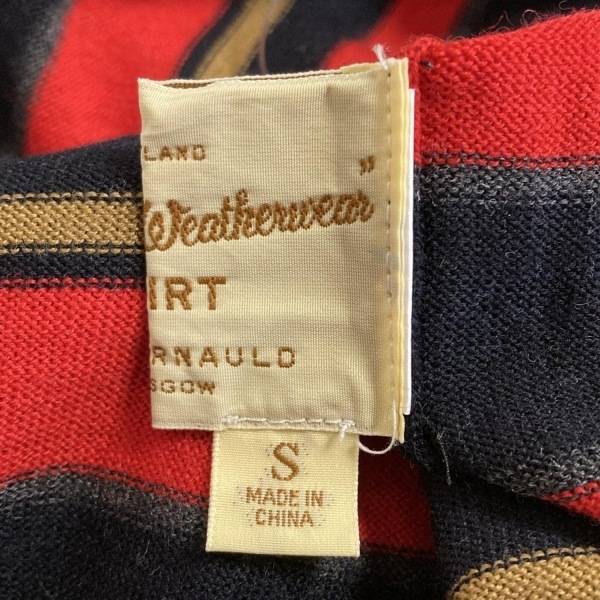 LAND
Weatherwear"
IRT
RNAULD
SGOW
S
MADE IN
CHINA